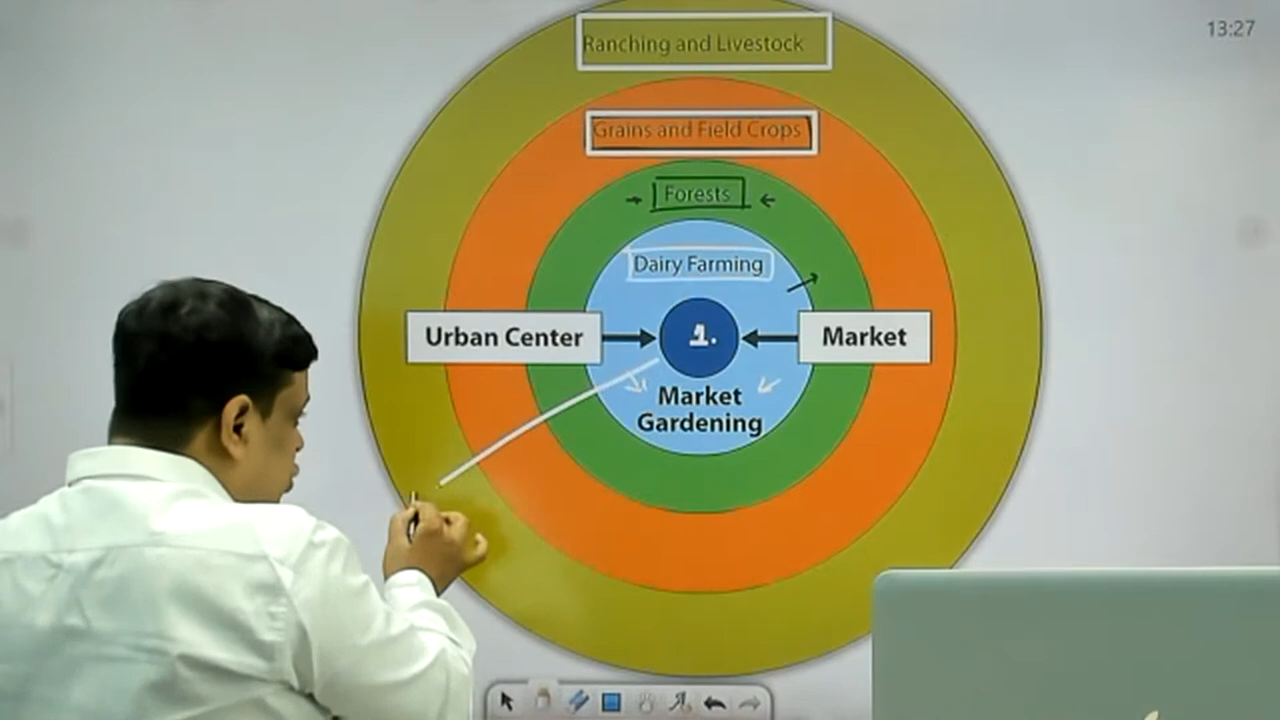 13:27
Ranching and Livestock
Grains and Field Crops
Forests
Dairy Farming
Urban Center
1.
Market
Market
Gardening